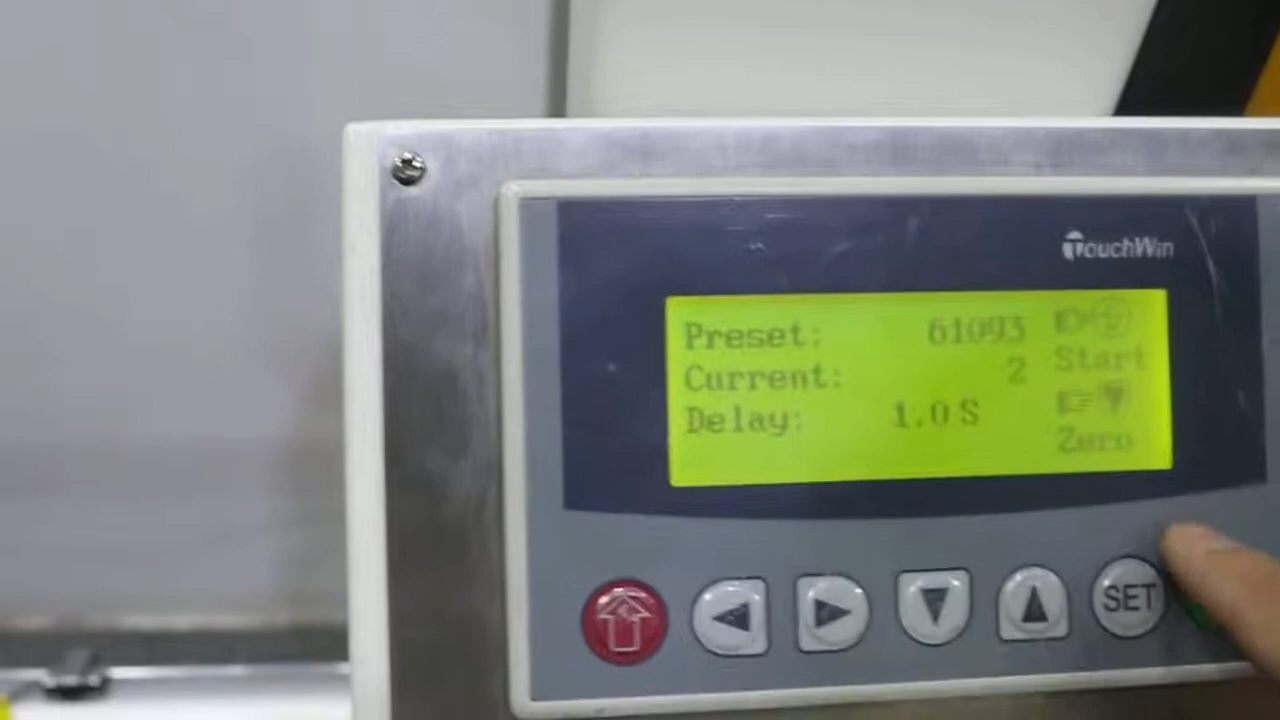 TouchWin
Preset: 61093
Current: 2
Start
Delay: 1.0 S
Zero
SET